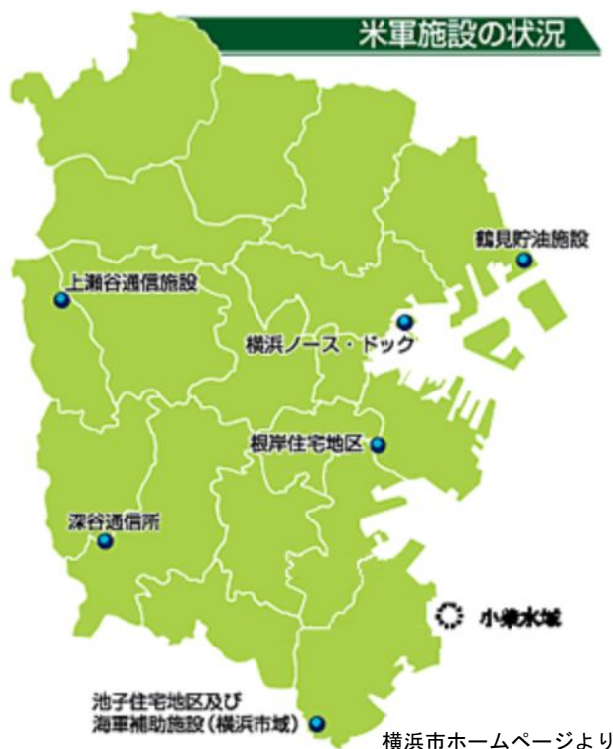 米軍施設の状況
鶴見貯油施設
上瀬谷通信施設
横浜ノース・ドック
根岸住宅地区
深谷通信所
小柴水域
池子住宅地区及び
海軍補助施設(横浜市域)
横浜市ホームページより